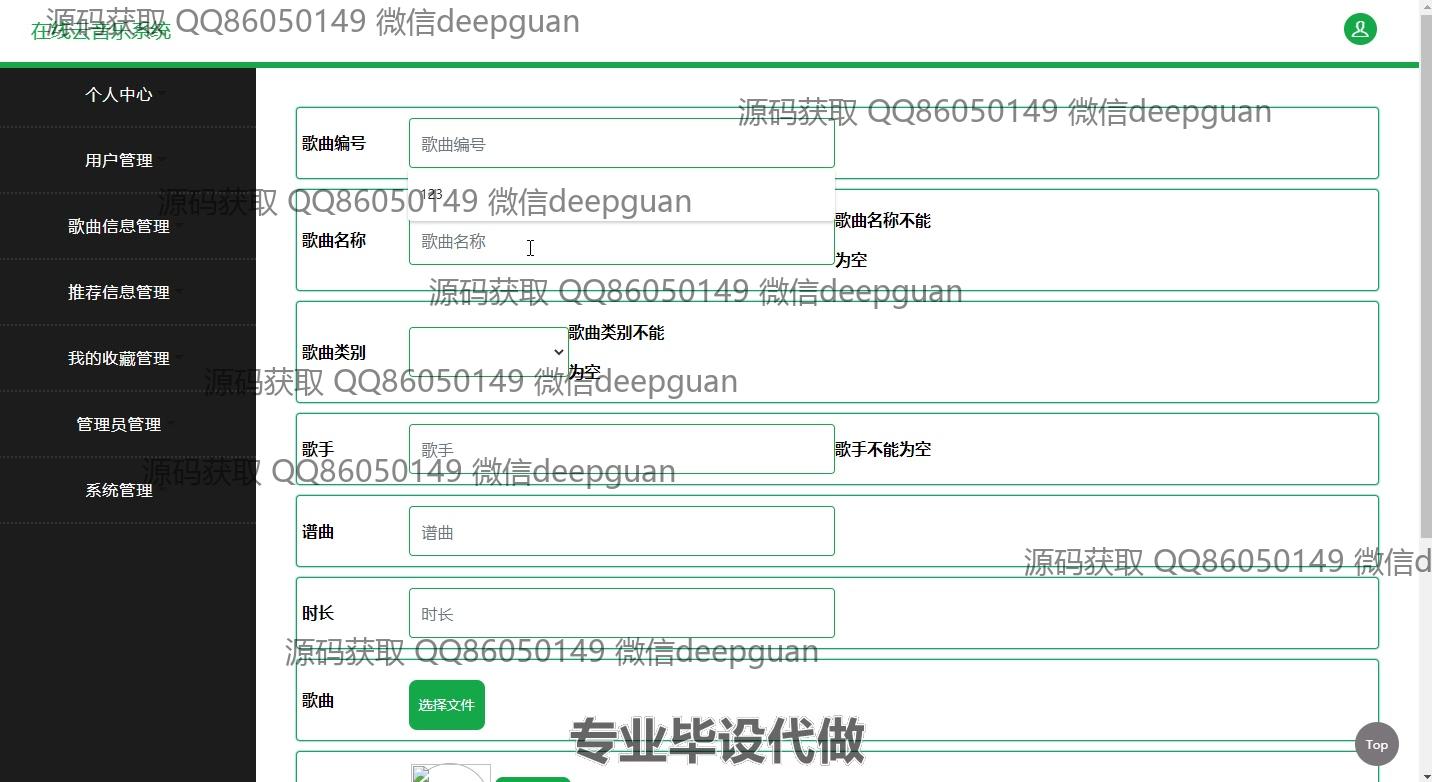 源码获取 QQ86050149 微信deepguan
在线云音乐系统
个人中心
用户管理
歌曲信息管理
推荐信息管理
我的收藏管理
管理员管理
系统管理
源码获取 QQ86050149 微信deepguan
歌曲编号 歌曲编号
123
源码获取 QQ86050149 微信deepguan
歌曲名称 歌曲名称 歌曲名称不能
为空
源码获取 QQ86050149 微信deepguan
歌曲类别 歌曲类别不能
为空
源码获取 QQ86050149 微信deepguan
歌手 歌手 歌手不能为空
源码获取 QQ86050149 微信deepguan
谱曲 谱曲
源码获取 QQ86050149 微信d
时长 时长
源码获取 QQ86050149 微信deepguan
歌曲 选择文件
专业毕设代做
Top